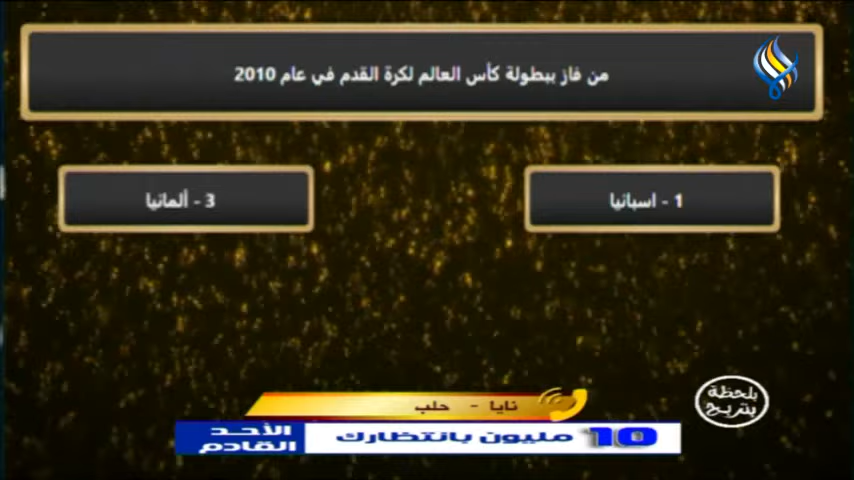 من فاز ببطولة كأس العالم لكرة القدم في عام 2010
1 - اسبانيا
3 - ألمانيا
نايا - حلب
بلحظة
بتربح
10 مليون بانتظارك
الأحد
القادم